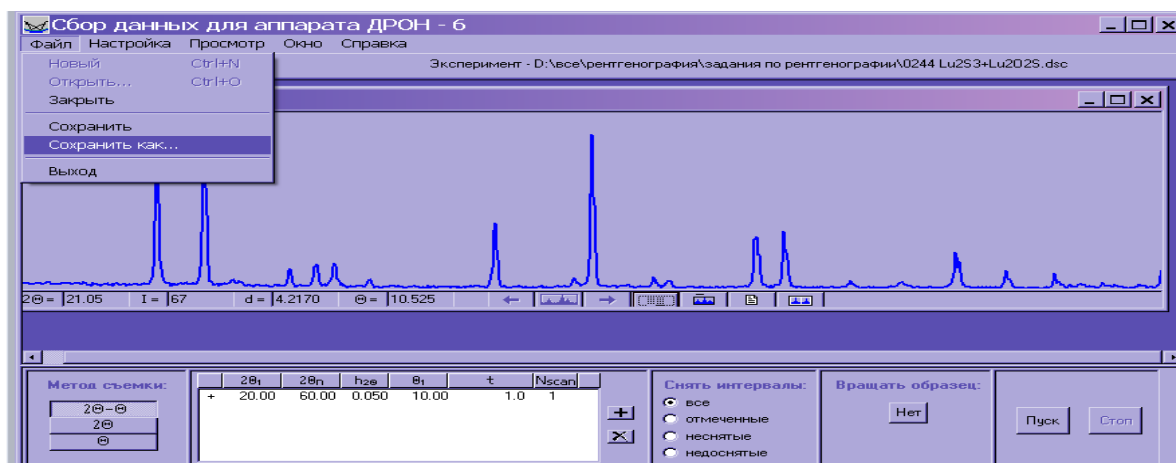 Сбор данных для аппарата ДРОН - 6
Файл Настройка Просмотр Окно Справка
Новый Ctrl+N
Эксперимент - D:\все\рентгенография\задания по рентгенографии\0244 Lu2S3+Lu2O2S.dsc
Открыть... Ctrl+O
Закрыть
Сохранить
Сохранить как...
Выход
2Θ = 21.05 I = 67 d = 4.2170 Θ = 10.525
Метод съемки:
2Θ-Θ
2Θ
Θ
2θ1 2θn h2θ θ1 t Nscan
+ 20.00 60.00 0.050 10.00 1.0 1
Снять интервалы:
все
отмеченные
неснятые
недоснятые
Вращать образец:
Нет
Пуск Стоп